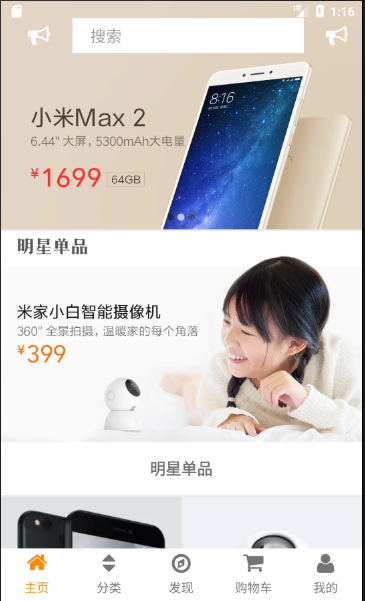 1:16
搜索
8:16
小米Max 2
6.44" 大屏，5300mAh大电量
¥1699 64GB
明星单品
米家小白智能摄像机
360° 全景拍摄，温暖家的每个角落
¥399
明星单品
主页 分类 发现 购物车 我的